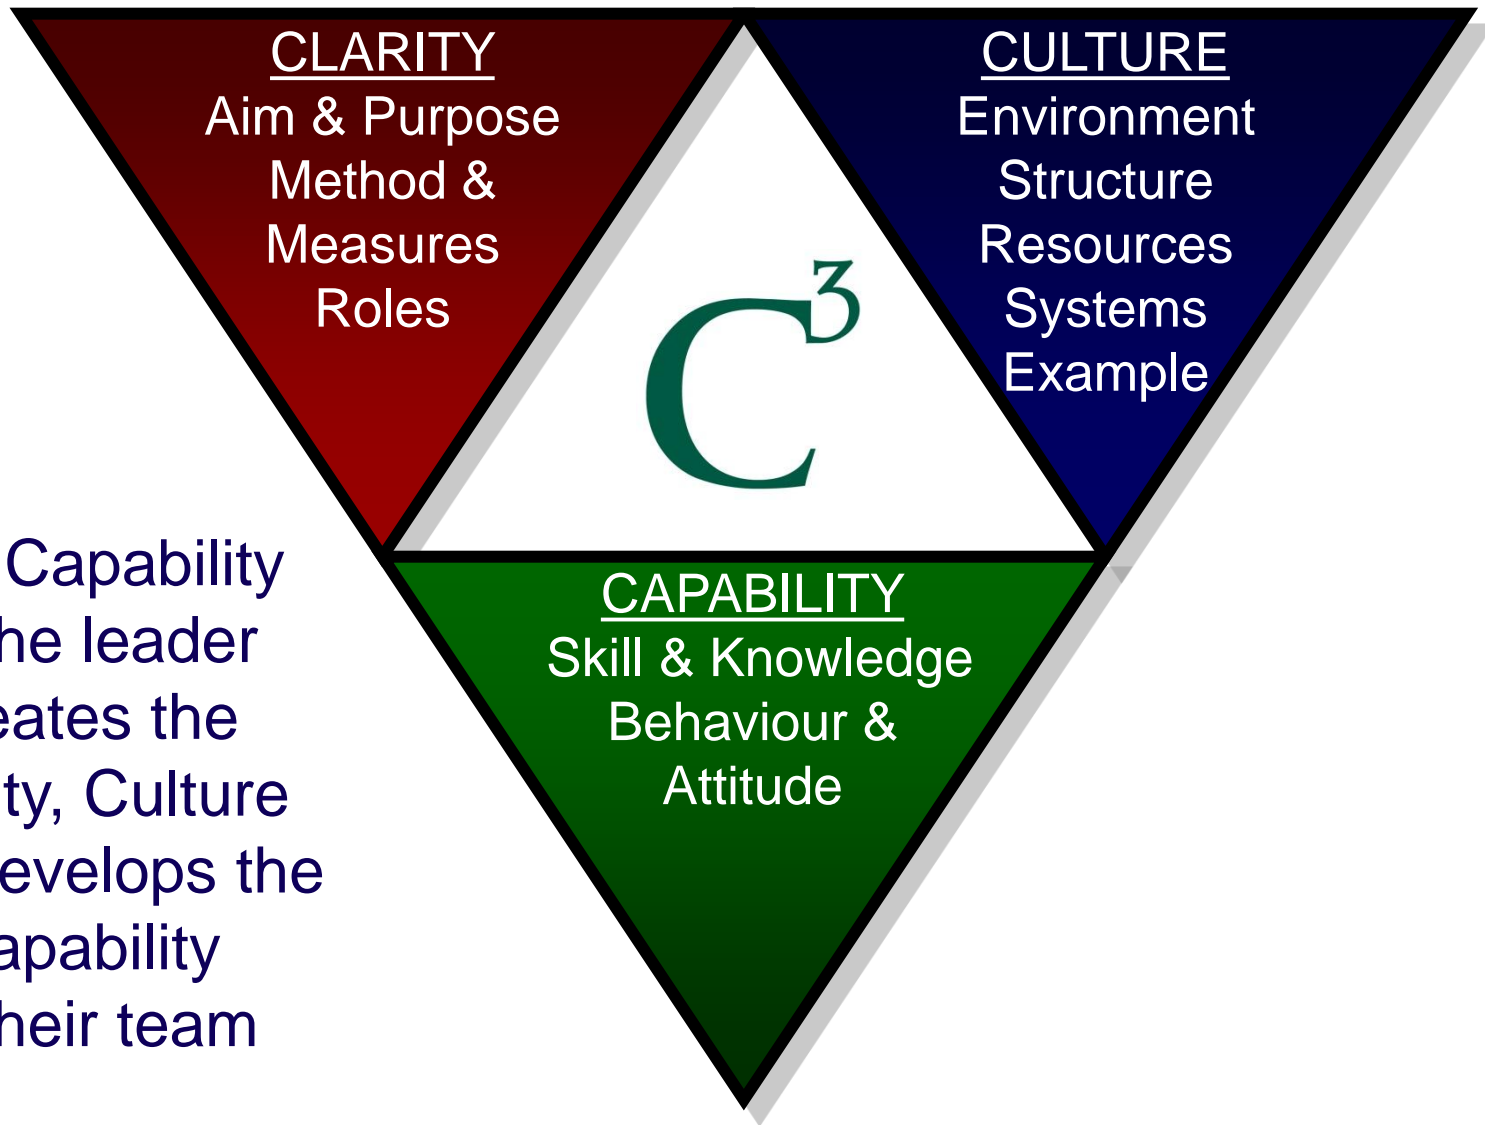 CLARITY
Aim & Purpose
Method &
Measures
Roles
CULTURE
Environment
Structure
Resources
Systems
Example
C³
CAPABILITY
Skill & Knowledge
Behaviour &
Attitude
Capability
he leader
eates the
ty, Culture
evelops the
apability
heir team